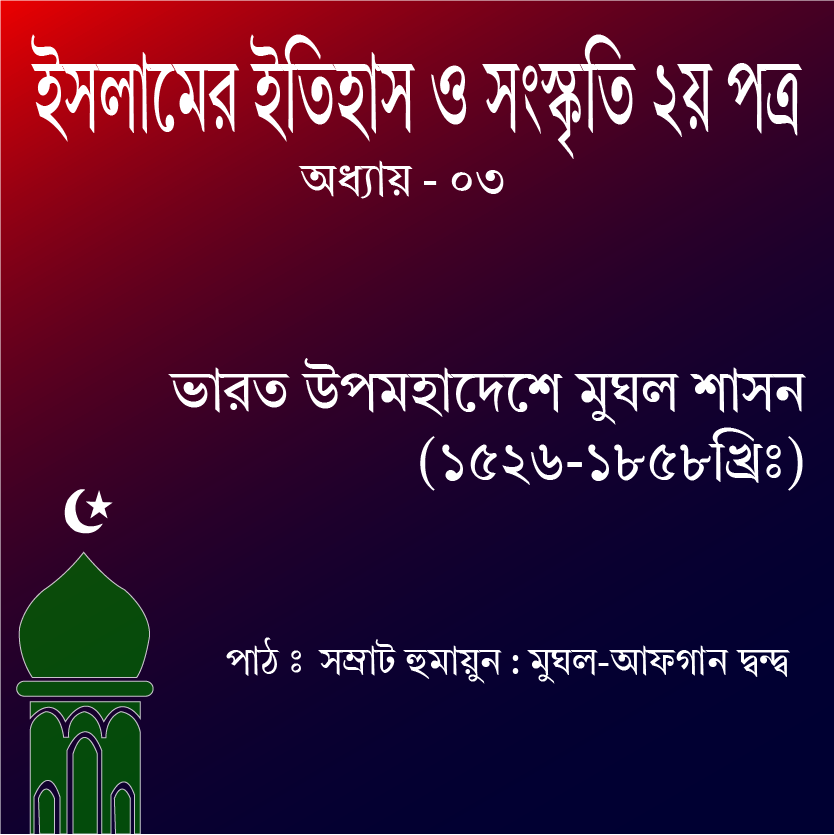 ইসলামের ইতিহাস ও সংস্কৃতি ২য় পত্র
অধ্যায় - ০৩
ভারত উপমহাদেশে মুঘল শাসন
(১৫২৬-১৮৫৮খ্রিঃ)
পাঠ ঃ সম্রাট হুমায়ুন : মুঘল-আফগান দ্বন্দ্ব